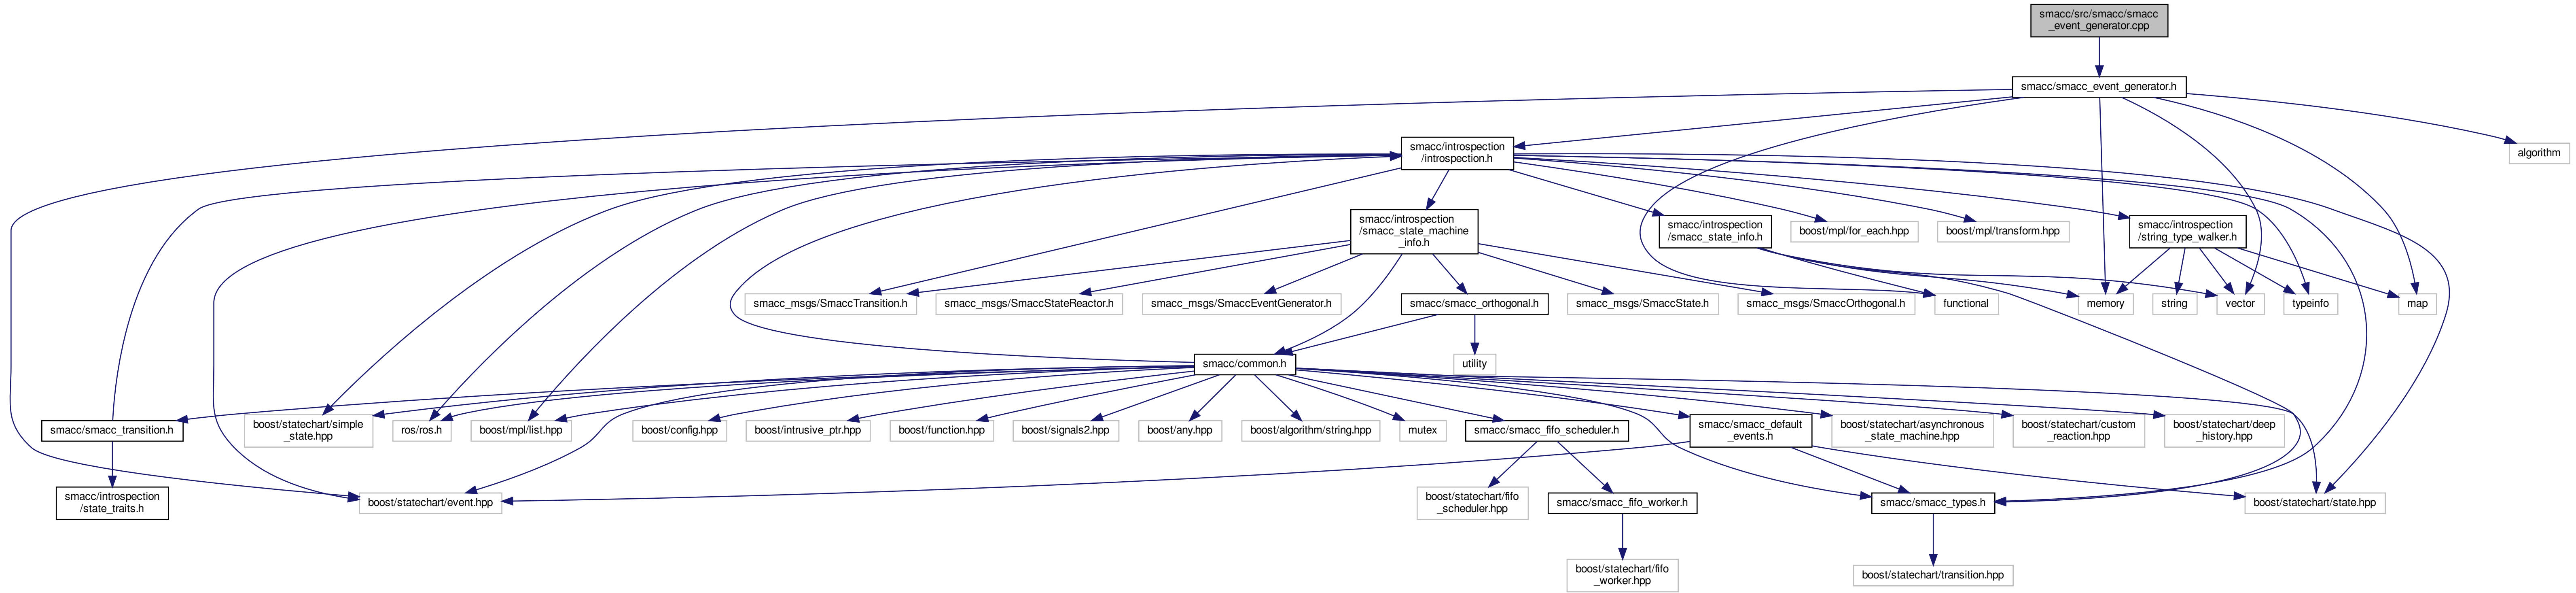 smacc/src/smacc/smacc
_event_generator.cpp
smacc/smacc_event_generator.h
smacc/introspection
/introspection.h
algorithm
smacc/introspection
/smacc_state_machine
_info.h
smacc/introspection
/smacc_state_info.h
boost/mpl/for_each.hpp
boost/mpl/transform.hpp
smacc/introspection
/string_type_walker.h
smacc_msgs/SmaccTransition.h
smacc_msgs/SmaccStateReactor.h
smacc_msgs/SmaccEventGenerator.h
smacc/smacc_orthogonal.h
smacc_msgs/SmaccState.h
smacc_msgs/SmaccOrthogonal.h
functional
memory
string
vector
typeinfo
map
smacc/common.h
utility
smacc/smacc_transition.h
boost/statechart/simple
_state.hpp
ros/ros.h
boost/mpl/list.hpp
boost/config.hpp
boost/intrusive_ptr.hpp
boost/function.hpp
boost/signals2.hpp
boost/any.hpp
boost/algorithm/string.hpp
mutex
smacc/smacc_fifo_scheduler.h
smacc/smacc_default
_events.h
boost/statechart/asynchronous
_state_machine.hpp
boost/statechart/custom
_reaction.hpp
boost/statechart/deep
_history.hpp
smacc/introspection
/state_traits.h
boost/statechart/event.hpp
boost/statechart/fifo
_scheduler.hpp
smacc/smacc_fifo_worker.h
smacc/smacc_types.h
boost/statechart/state.hpp
boost/statechart/fifo
_worker.hpp
boost/statechart/transition.hpp